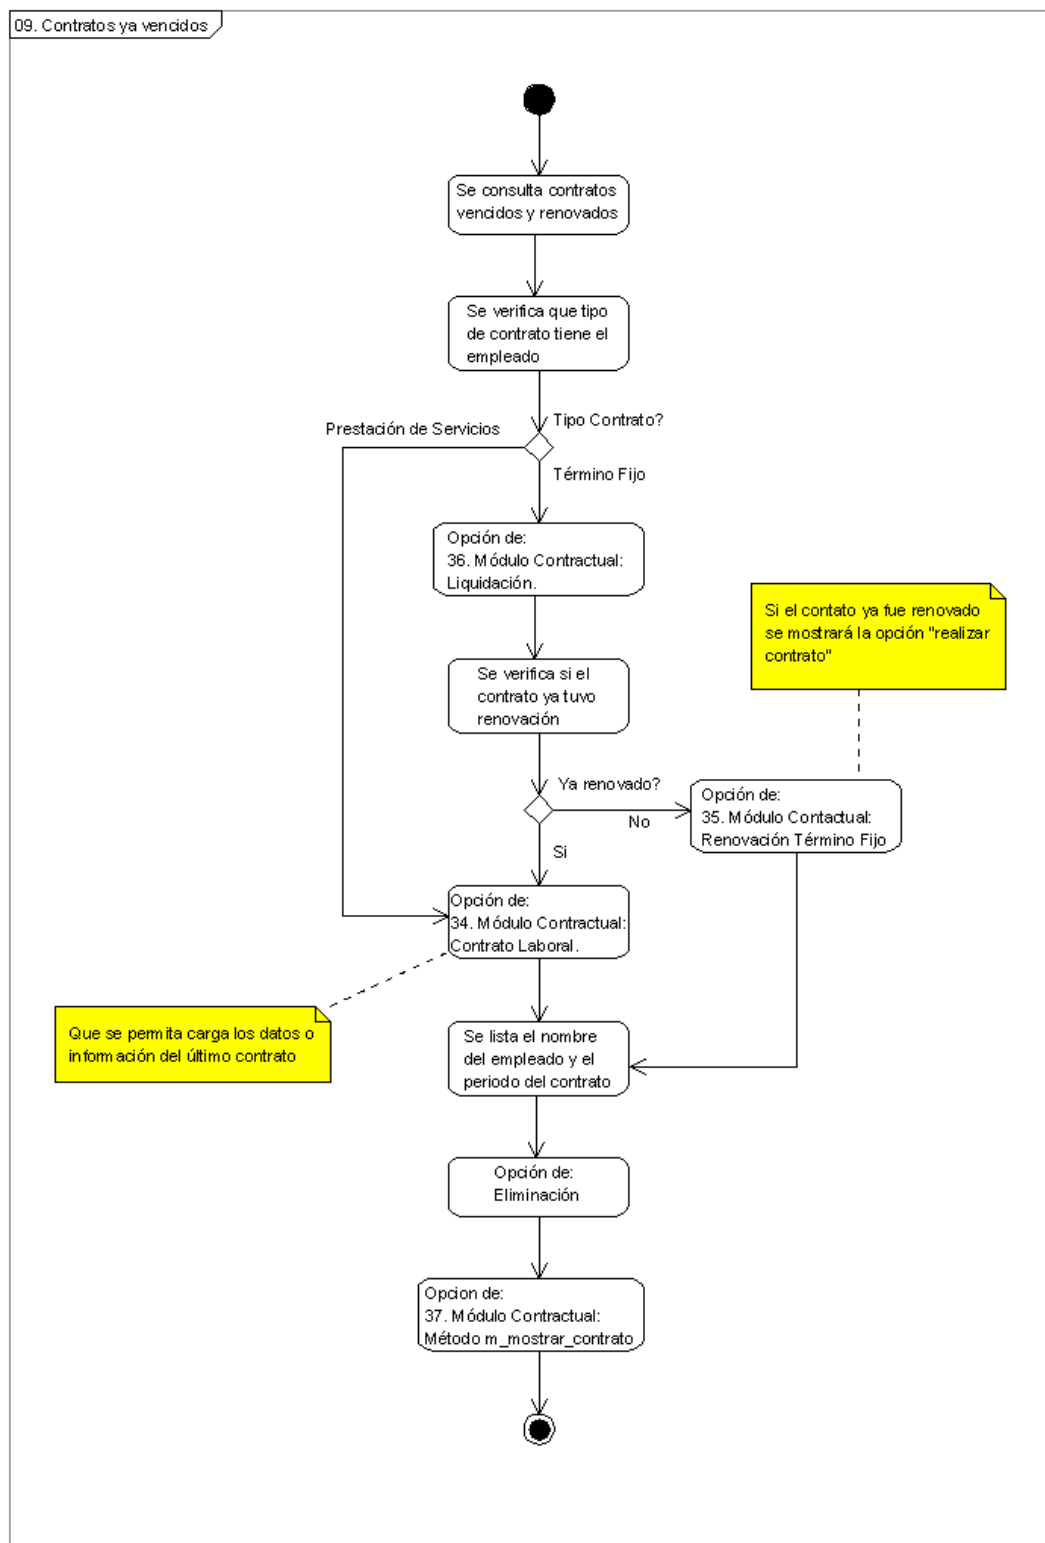 09. Contratos ya vencidos
Se consulta contratos
vencidos y renovados
Se verifica que tipo
de contrato tiene el
empleado
Tipo Contrato?
Prestación de Servicios
Término Fijo
Opción de:
36. Módulo Contractual:
Liquidación.
Si el contato ya fue renovado
se mostrará la opción "realizar
contrato"
Se verifica si el
contrato ya tuvo
renovación
Ya renovado?
No
Si
Opción de:
35. Módulo Contactual:
Renovación Término Fijo
Opción de:
34. Módulo Contractual:
Contrato Laboral.
Que se permita carga los datos o
información del último contrato
Se lista el nombre
del empleado y el
periodo del contrato
Opción de:
Eliminación
Opcion de:
37. Módulo Contractual:
Método m_mostrar_contrato